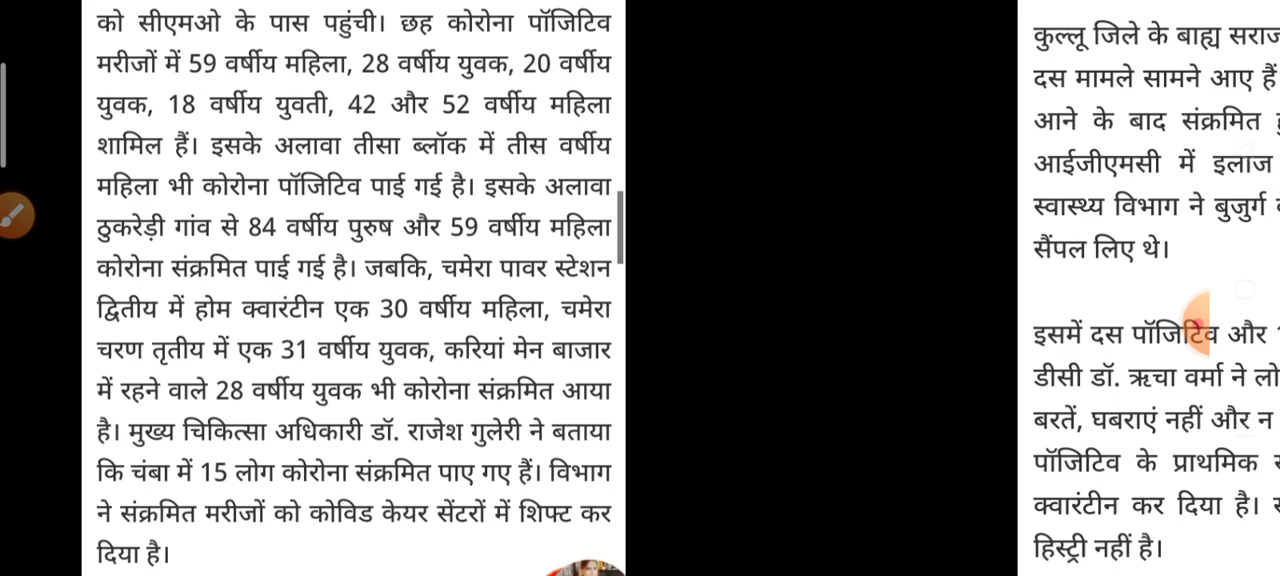 को सीएमओ के पास पहुंची। छह कोरोना पॉजिटिव
मरीजों में 59 वर्षीय महिला, 28 वर्षीय युवक, 20 वर्षीय
युवक, 18 वर्षीय युवती, 42 और 52 वर्षीय महिला
शामिल हैं। इसके अलावा तीसा ब्लॉक में तीस वर्षीय
महिला भी कोरोना पॉजिटिव पाई गई है। इसके अलावा
ठुकरेड़ी गांव से 84 वर्षीय पुरुष और 59 वर्षीय महिला
कोरोना संक्रमित पाई गई है। जबकि, चमेरा पावर स्टेशन
द्वितीय में होम क्वारंटीन एक 30 वर्षीय महिला, चमेरा
चरण तृतीय में एक 31 वर्षीय युवक, करियां मेन बाजार
में रहने वाले 28 वर्षीय युवक भी कोरोना संक्रमित आया
है। मुख्य चिकित्सा अधिकारी डॉ. राजेश गुलेरी ने बताया
कि चंबा में 15 लोग कोरोना संक्रमित पाए गए हैं। विभाग
ने संक्रमित मरीजों को कोविड केयर सेंटरों में शिफ्ट कर
दिया है।
कुल्लू जिले के बाह्य सराज
दस मामले सामने आए हैं
आने के बाद संक्रमित
आईजीएमसी में इलाज
स्वास्थ्य विभाग ने बुजुर्ग
सैंपल लिए थे।
इसमें दस पॉजिटिव और
डीसी डॉ. ऋचा वर्मा ने लो
बरतें, घबराएं नहीं और न
पॉजिटिव के प्राथमिक
क्वारंटीन कर दिया है।
हिस्ट्री नहीं है।